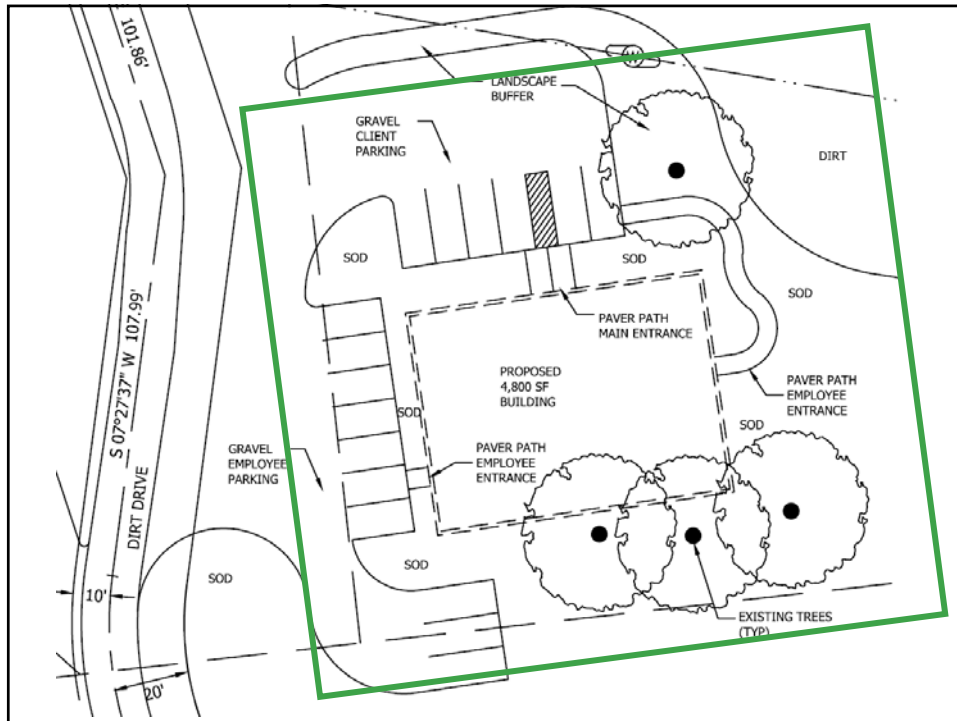 101.86'
LANDSCAPE
BUFFER
W
GRAVEL
CLIENT
PARKING
DIRT
SOD
SOD
SOD
PAVER PATH
MAIN ENTRANCE
S 07°27'37" W 107.99'
PROPOSED
4,800 SF
BUILDING
PAVER PATH
EMPLOYEE
ENTRANCE
SOD
SOD
GRAVEL
EMPLOYEE
PARKING
PAVER PATH
EMPLOYEE
ENTRANCE
DIRT DRIVE
SOD
SOD
10'
EXISTING TREES
(TYP)
20'